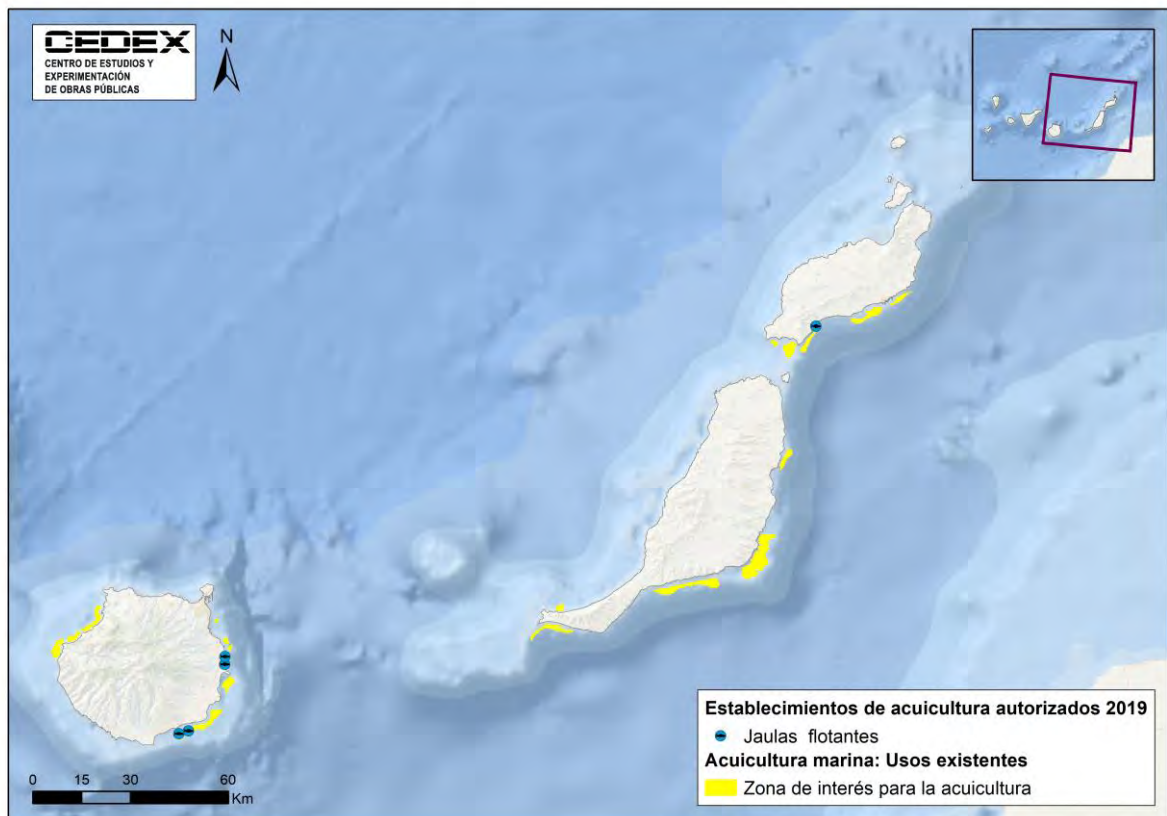 CEDEX
CENTRO DE ESTUDIOS Y
EXPERIMENTACIÓN
DE OBRAS PÚBLICAS
N
Establecimientos de acuicultura autorizados 2019
Jaulas flotantes
Acuicultura marina: Usos existentes
Zona de interés para la acuicultura
0 15 30 60
Km